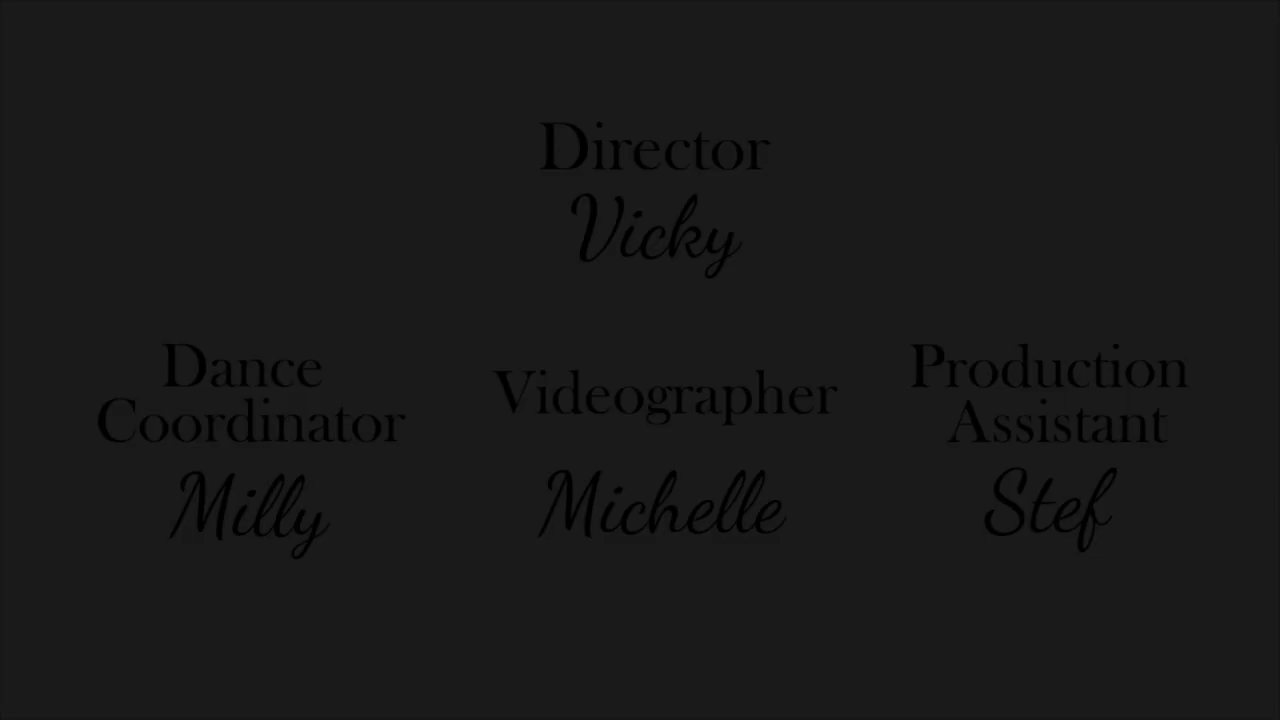 Director
Vicky
Dance
Coordinator
Milly
Videographer
Michelle
Production
Assistant
Stef